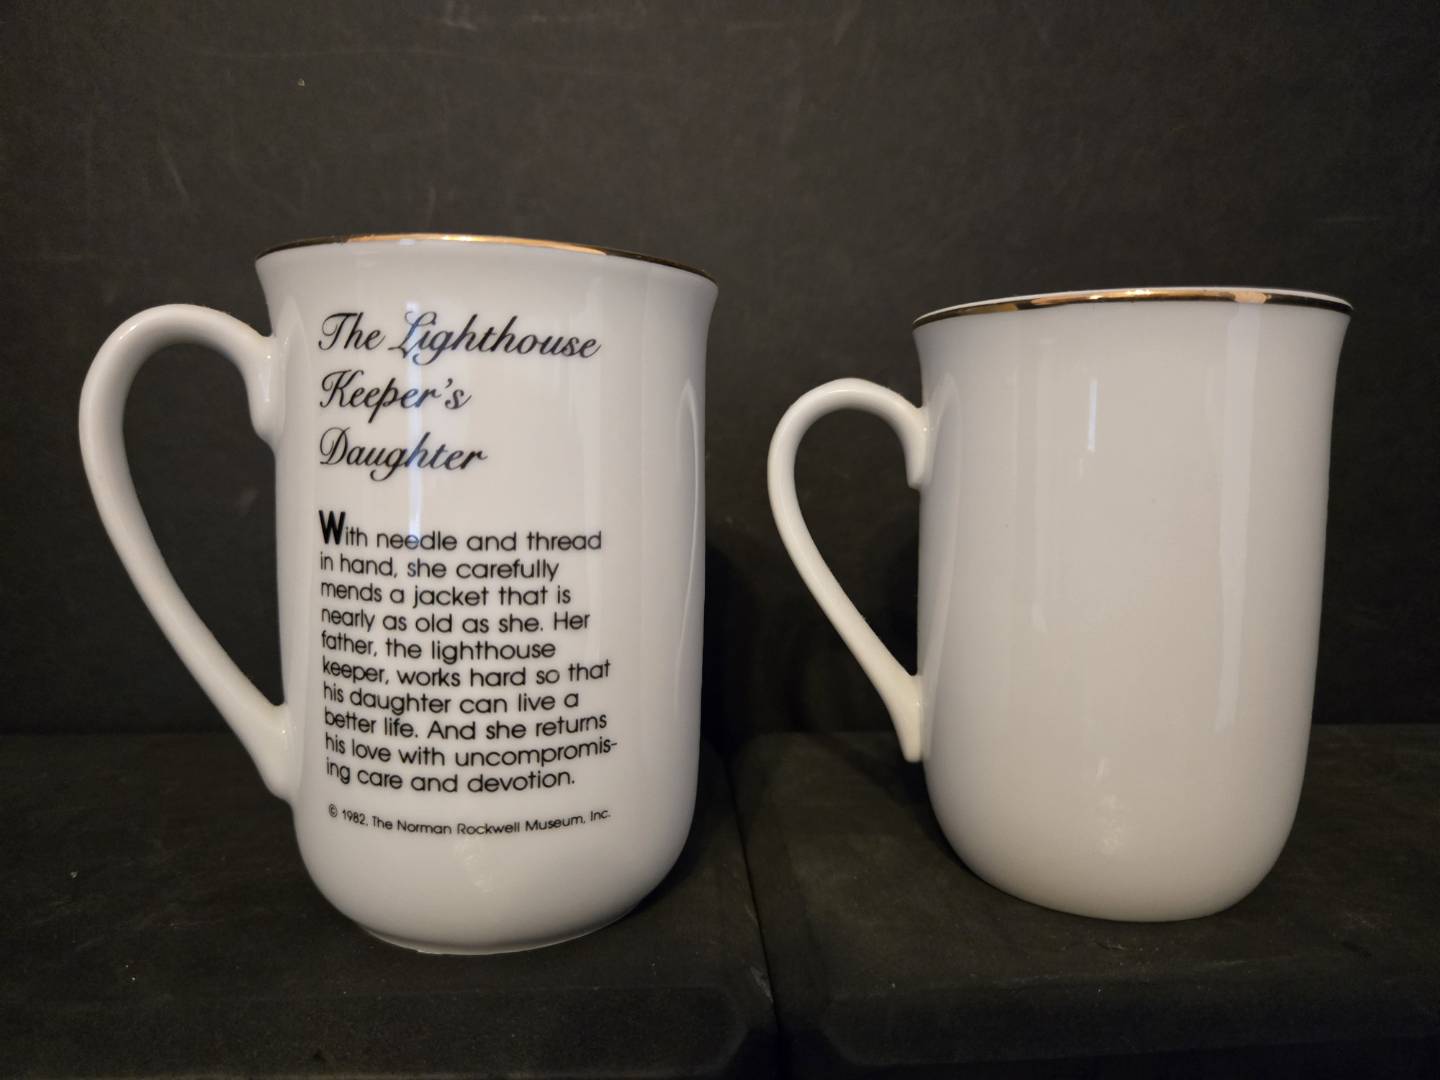 The Lighthouse
Keeper's
Daughter
With needle and thread
in hand, she carefully
mends a jacket that is
nearly as old as she. Her
father, the lighthouse
keeper, works hard so that
his daughter can live a
better life. And she returns
his love with uncompromis-
ing care and devotion.
© 1982, The Norman Rockwell Museum, Inc.